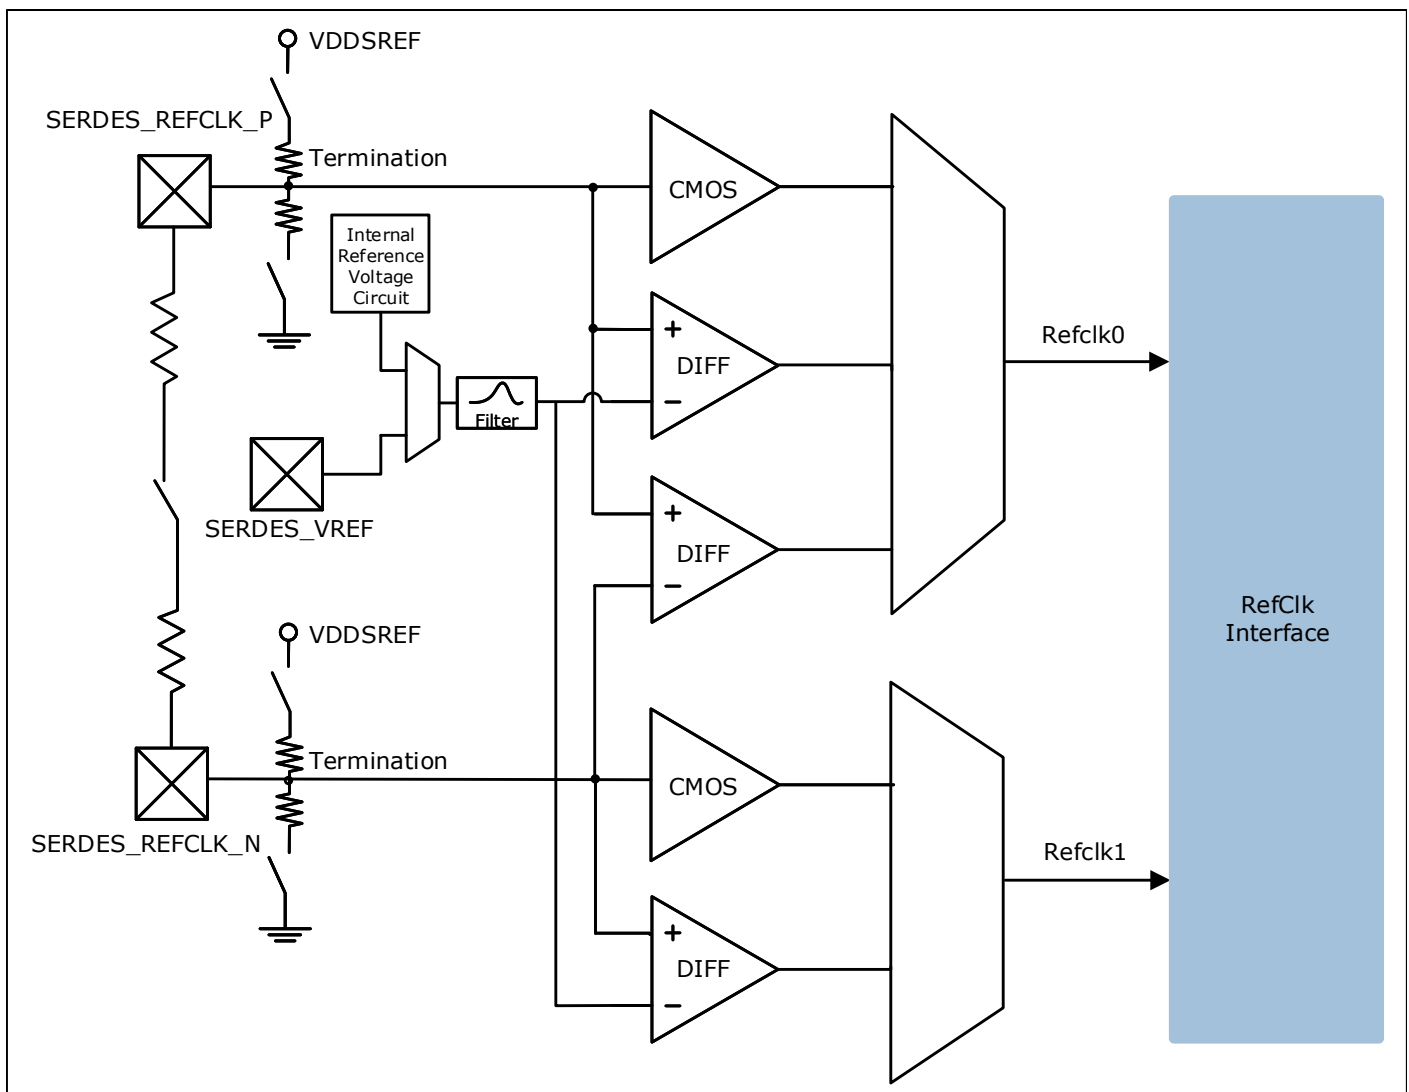 VDDSREF
SERDES_REFCLK_P
Termination
CMOS
Internal
Reference
Voltage
Circuit
+
DIFF
−
Refclk0
Filter
SERDES_VREF
+
DIFF
−
RefClk
Interface
VDDSREF
Termination
CMOS
SERDES_REFCLK_N
Refclk1
+
DIFF
−